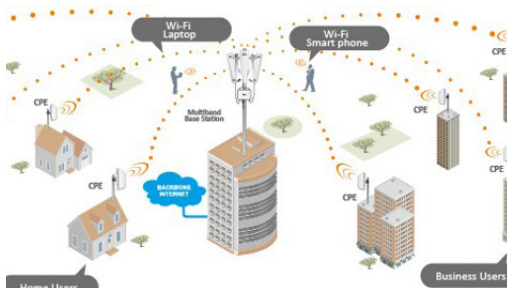 Wi-Fi
Laptop
Wi-Fi
Smart phone
CPE
CPE
CPE
Multiband
Base Station
CPE
CPE
CPE
BACKBONE
INTERNET
Home Users
Business Users